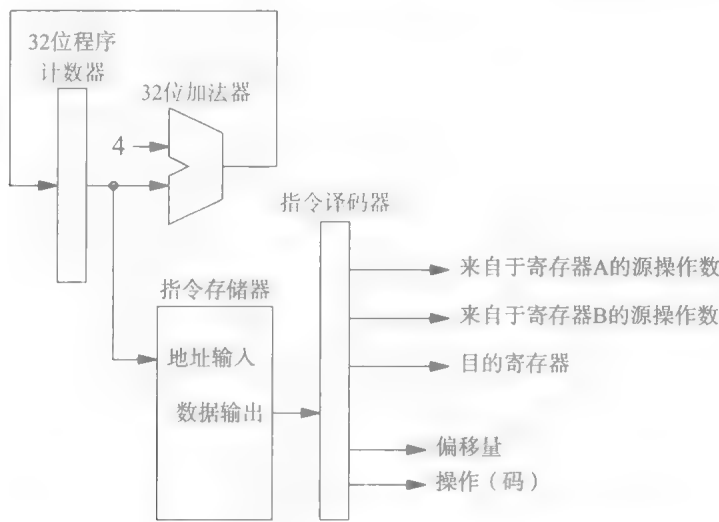 32位程序
计数器
32位加法器
4
指令译码器
来自于寄存器A的源操作数
来自于寄存器B的源操作数
指令存储器
地址输入
目的寄存器
数据输出
偏移量
操作（码）